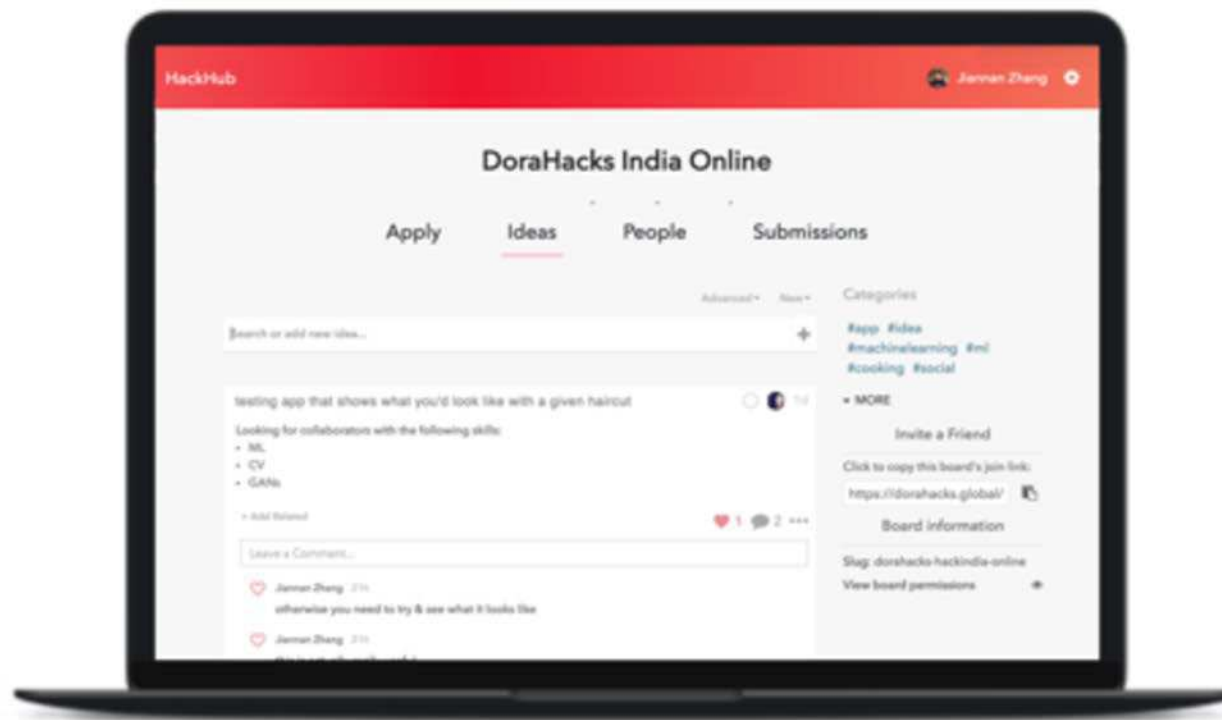 HackHub
Jiannan Zhang
DoraHacks India Online
Apply Ideas People Submissions
Advanced New
Search or add new idea...
testing app that shows what you'd look like with a given haircut
1d
Looking for collaborators with the following skills:
• ML
• CV
• GANs
+ Add Related
1 2
Leave a Comment...
Jiannan Zhang
otherwise you need to try & see what it looks like
Jiannan Zhang
Categories
#app #idea
#machinelearning #ml
#cooking #social
MORE
Invite a Friend
Click to copy this board's join link:
https://dorahacks.global/
Board information
Slug: dorahacks-hackindia-online
View board permissions